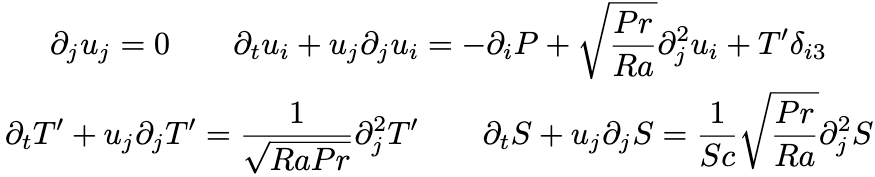 ∂_j u_j = 0  ∂_t u_i + u_j ∂_j u_i = −∂_i P + √(Pr/Ra) ∂_j^2 u_i + T′ δ_{i3}
∂_t T′ + u_j ∂_j T′ = 1/√(RaPr) ∂_j^2 T′  ∂_t S + u_j ∂_j S = 1/Sc √(Pr/Ra) ∂_j^2 S